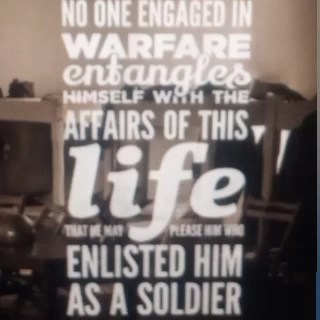 NO ONE ENGAGED IN
WARFARE
entangles
HIMSELF WITH THE
AFFAIRS OF THIS
life
THAT HE MAY PLEASE HIM WHO
ENLISTED HIM
AS A SOLDIER